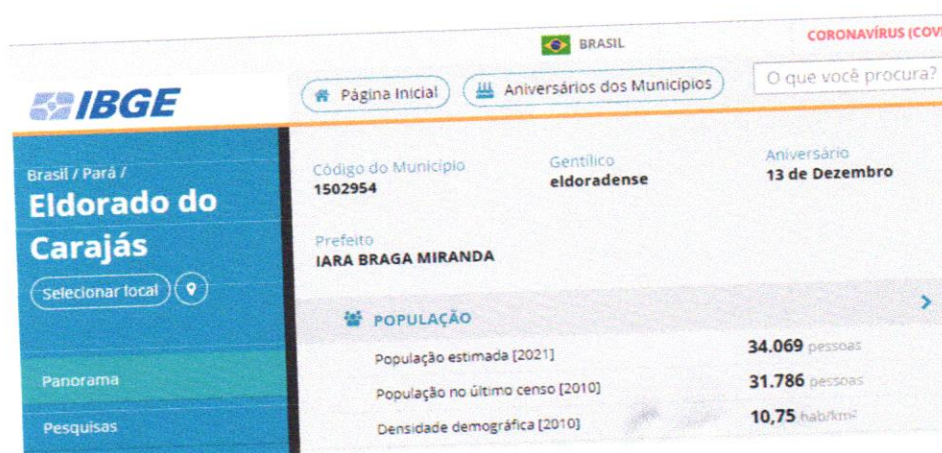 BRASIL
CORONAVÍRUS (COVI
IBGE
Página Inicial
Aniversários dos Municípios
O que você procura?
Brasil / Pará /
Eldorado do
Carajás
Selecionar local
Código do Município
1502954
Gentílico
eldoradense
Aniversário
13 de Dezembro
Prefeito
IARA BRAGA MIRANDA
POPULAÇÃO
População estimada [2021] 34.069 pessoas
População no último censo [2010] 31.786 pessoas
Densidade demográfica [2010] 10,75 hab/km²
Panorama
Pesquisas